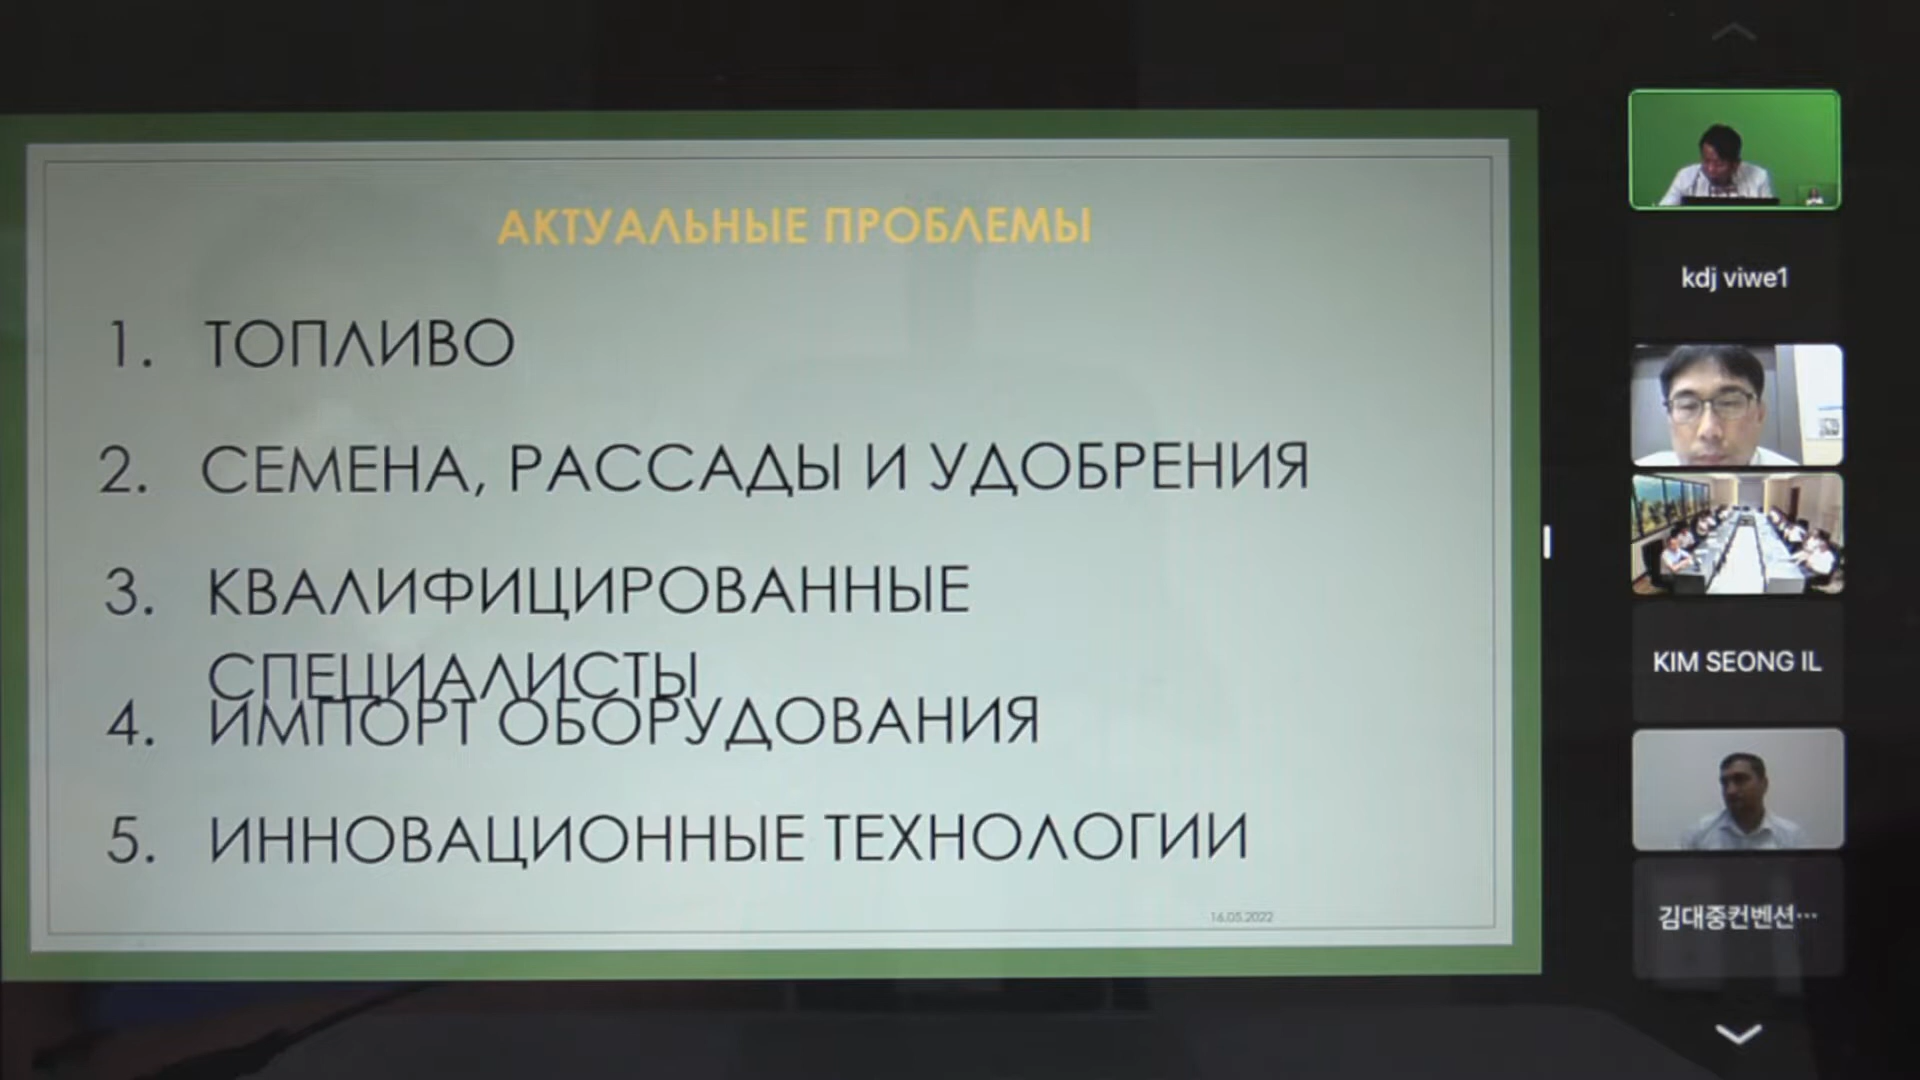 АКТУАЛЬНЫЕ ПРОБЛЕМЫ
1. ТОПЛИВО
2. СЕМЕНА, РАССАДЫ И УДОБРЕНИЯ
3. КВАЛИФИЦИРОВАННЫЕ
СПЕЦИАЛИСТЫ
4. ИМПОРТ ОБОРУДОВАНИЯ
5. ИННОВАЦИОННЫЕ ТЕХНОЛОГИИ
16.05.2022
kdj viwe1
KIM SEONG IL
김대중컨벤션…